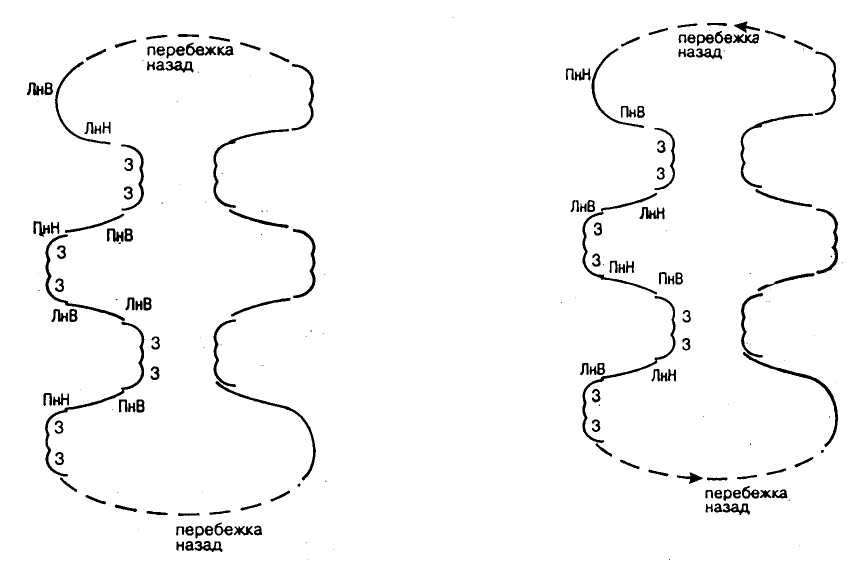 перебежка
назад
ЛнВ
ЛнН
З
З
ПнН
ПнВ
З
З
ЛнВ
ЛнВ
З
З
ПнН
ПнВ
З
З
перебежка
назад
перебежка
назад
ПнН
ПнВ
З
З
ЛнВ
ЛнН
З
З
ПнН
ПнВ
З
З
ЛнВ
ЛнН
З
З
перебежка
назад